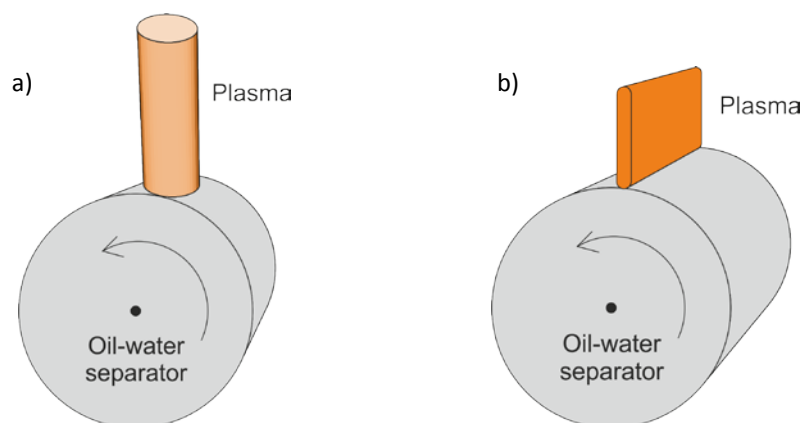 a)
Plasma
Oil-water
separator
b)
Plasma
Oil-water
separator